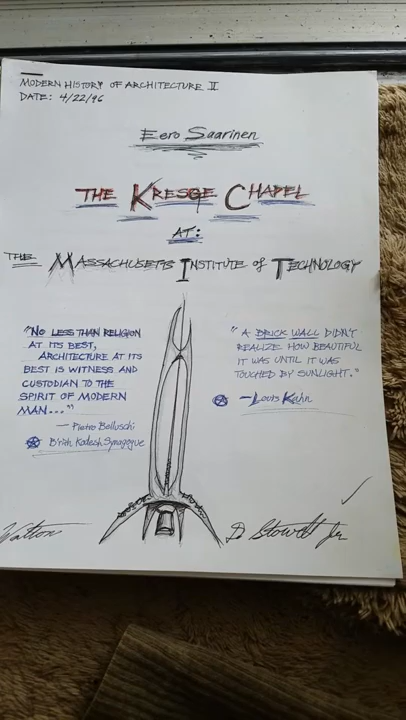 MODERN HISTORY OF ARCHITECTURE II
DATE: 4/22/96
Eero Saarinen
THE KRESGE CHAPEL
AT:
THE MASSACHUSETTS INSTITUTE of TECHNOLOGY
"NO LESS THAN RELIGION
AT ITS BEST,
ARCHITECTURE AT ITS
BEST IS WITNESS AND
CUSTODIAN TO THE
SPIRIT OF MODERN
MAN..."
— Pietro Belluschi
B'rith Kodesh Synagogue
"A BRICK WALL DIDN'T
REALIZE HOW BEAUTIFUL
IT WAS UNTIL IT WAS
TOUCHED BY SUNLIGHT."
— Louis Kahn
Watson
D Stowell Jr.